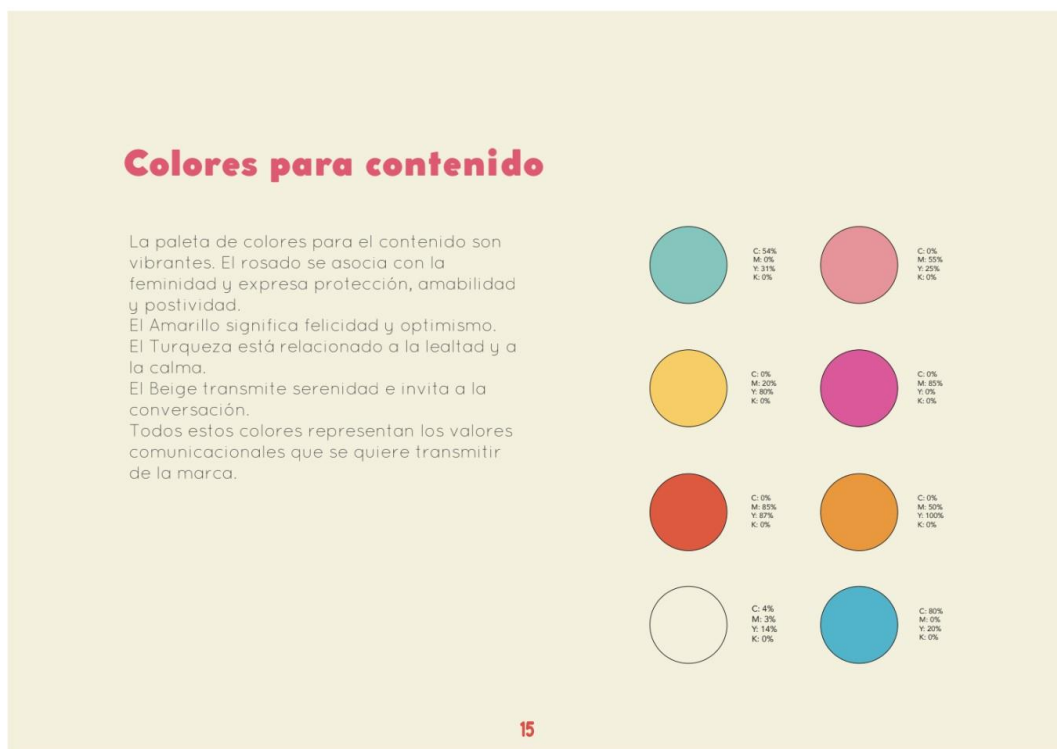 Colores para contenido
La paleta de colores para el contenido son
vibrantes. El rosado se asocia con la
feminidad y expresa protección, amabilidad
y postividad.
El Amarillo significa felicidad y optimismo.
El Turqueza está relacionado a la lealtad y a
la calma.
El Beige transmite serenidad e invita a la
conversación.
Todos estos colores representan los valores
comunicacionales que se quiere transmitir
de la marca.
C: 54%
M: 0%
Y: 31%
K: 0%
C: 0%
M: 55%
Y: 25%
K: 0%
C: 0%
M: 20%
Y: 80%
K: 0%
C: 0%
M: 85%
Y: 0%
K: 0%
C: 0%
M: 85%
Y: 87%
K: 0%
C: 0%
M: 50%
Y: 100%
K: 0%
C: 4%
M: 3%
Y: 14%
K: 0%
C: 80%
M: 0%
Y: 20%
K: 0%
15